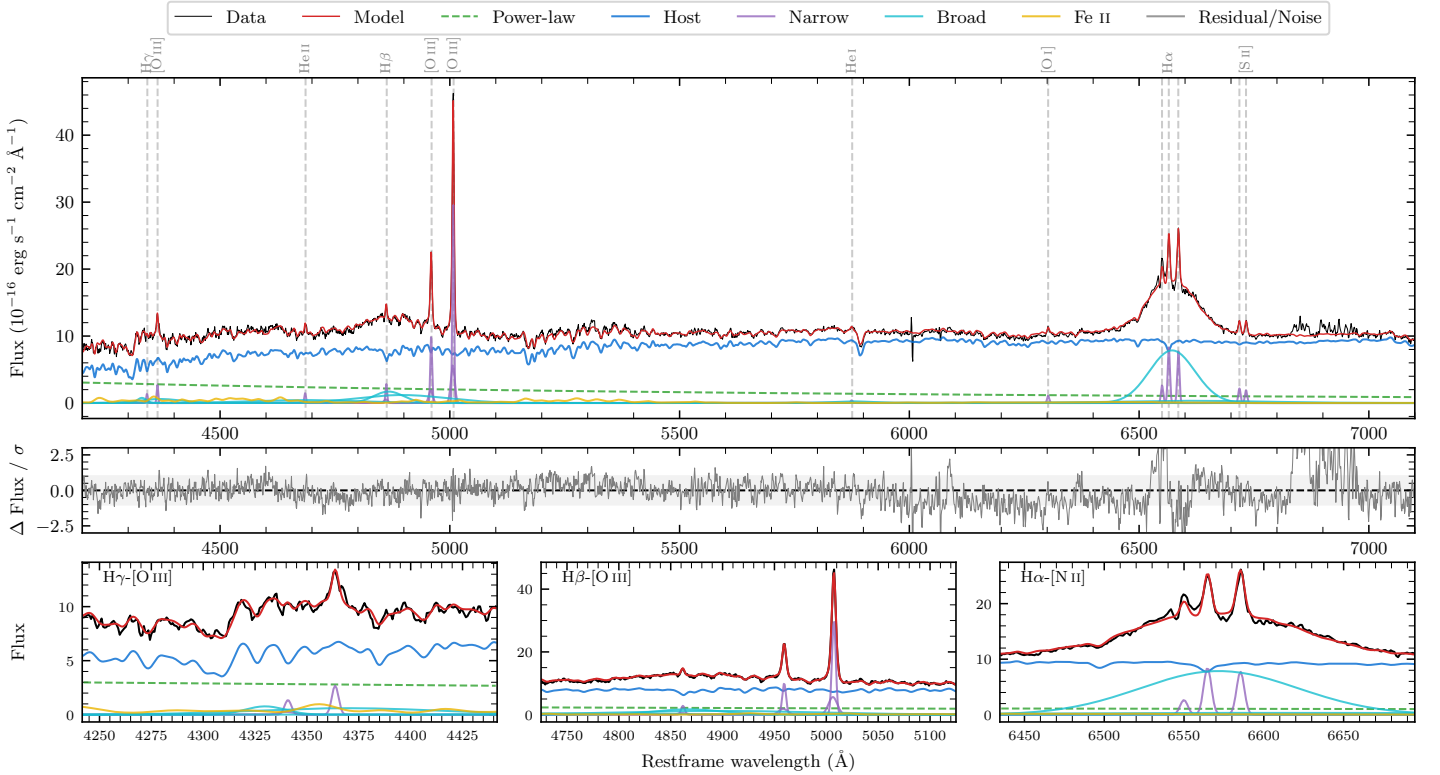 Data Model Power-law Host Narrow Broad Fe II Residual/Noise
Hγ [O III] He II Hβ [O III] [O III] He I [O I] Hα [S II]
Flux (10⁻¹⁶ erg s⁻¹ cm⁻² Å⁻¹)
40
30
20
10
0
4500 5000 5500 6000 6500 7000
Δ Flux / σ
2.5
0.0
−2.5
4500 5000 5500 6000 6500 7000
Flux
Hγ-[O III]
10
5
0
4250 4275 4300 4325 4350 4375 4400 4425
Hβ-[O III]
40
20
0
4750 4800 4850 4900 4950 5000 5050 5100
Hα-[N II]
20
10
0
6450 6500 6550 6600 6650
Restframe wavelength (Å)